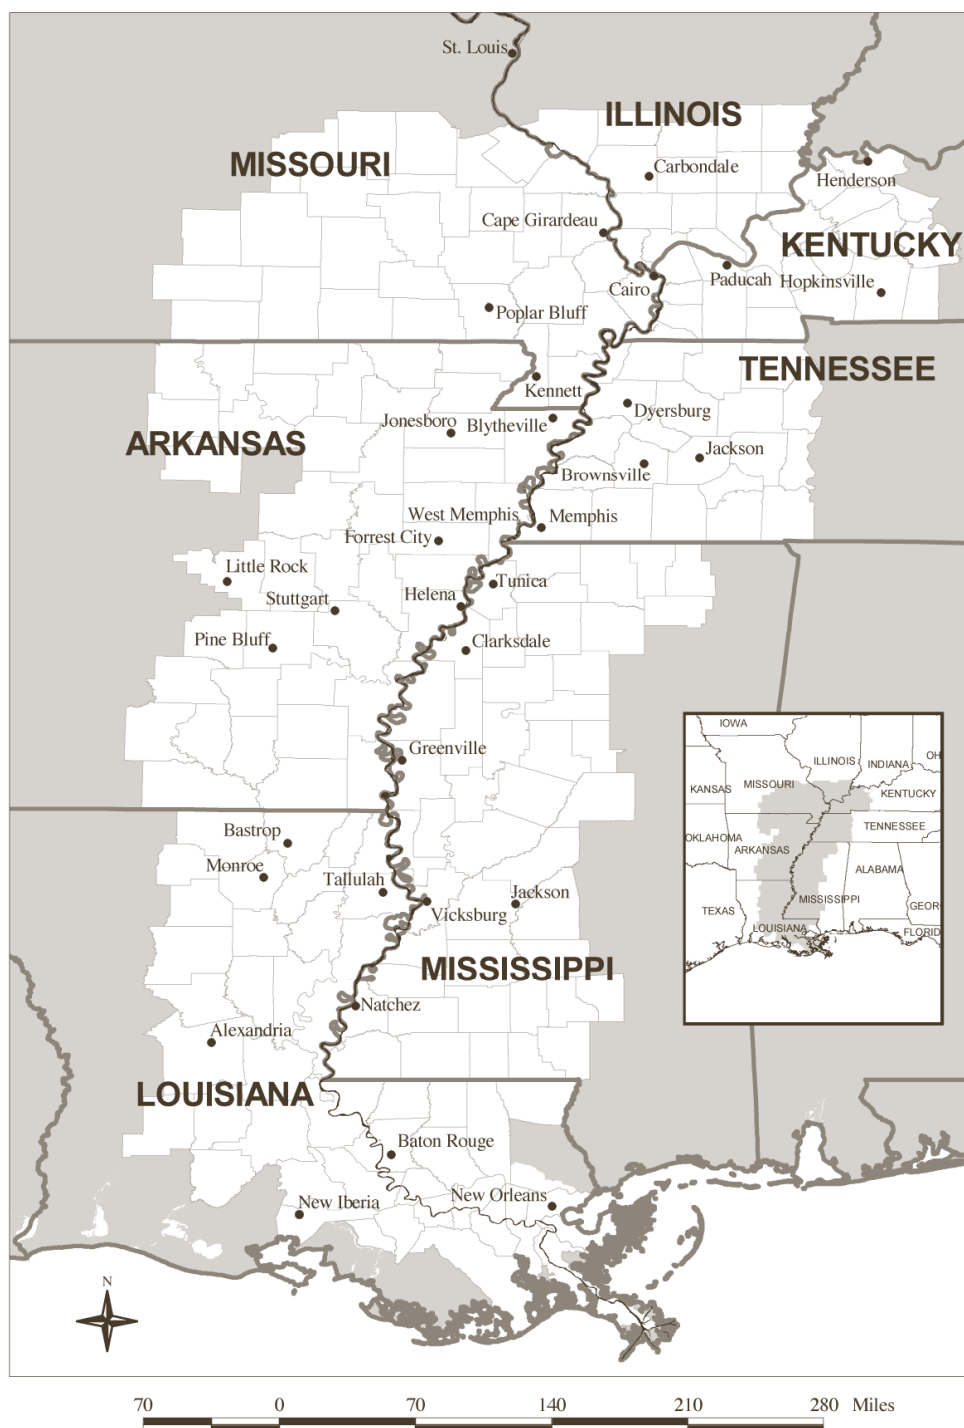 St. Louis
ILLINOIS
MISSOURI
Carbondale
Henderson
Cape Girardeau
KENTUCKY
Cairo
Paducah
Hopkinsville
Poplar Bluff
TENNESSEE
Kennett
Dyersburg
Jonesboro
Blytheville
ARKANSAS
Jackson
Brownsville
West Memphis
Memphis
Forrest City
Little Rock
Tunica
Stuttgart
Helena
Pine Bluff
Clarksdale
Greenville
Bastrop
Monroe
Tallulah
Jackson
Vicksburg
MISSISSIPPI
Natchez
Alexandria
LOUISIANA
Baton Rouge
New Iberia
New Orleans
IOWA
ILLINOIS
INDIANA
OH
KANSAS
MISSOURI
KENTUCKY
OKLAHOMA
ARKANSAS
TENNESSEE
ALABAMA
TEXAS
MISSISSIPPI
GEOR
LOUISIANA
FLORID
N
70 0 70 140 210 280 Miles